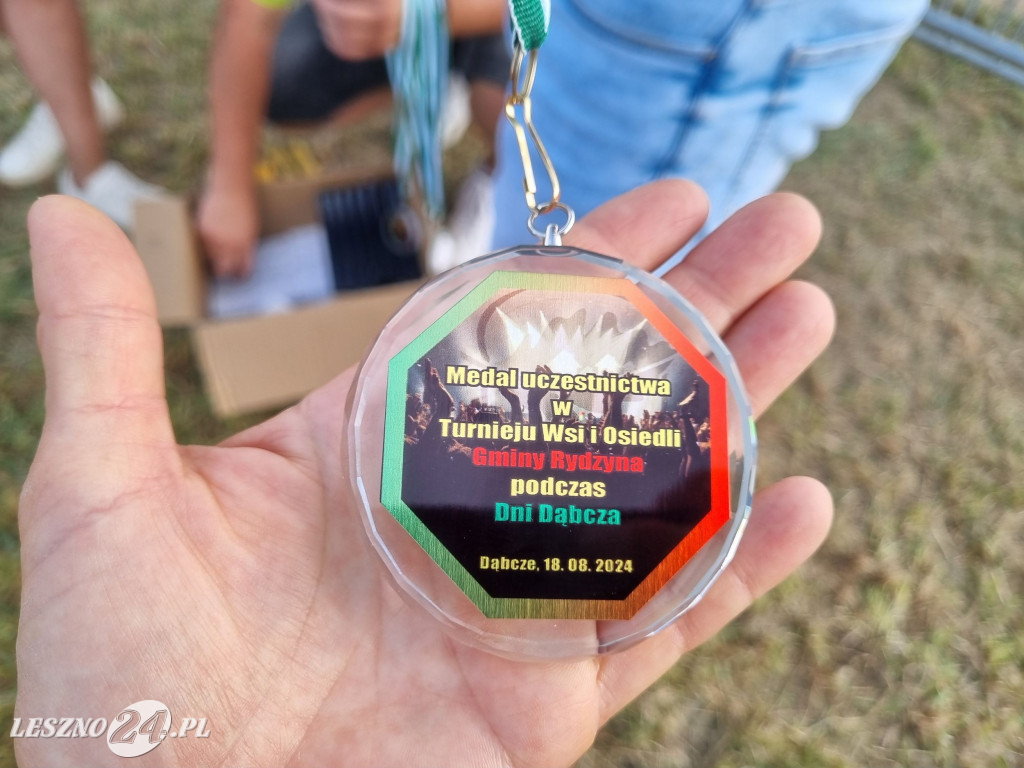 Medal uczestnictwa
w
Turnieju Wsi i Osiedli
Gminy Rydzyna
podczas
Dni Dąbcza
Dąbcze, 18. 08. 2024
LESZNO24.PL